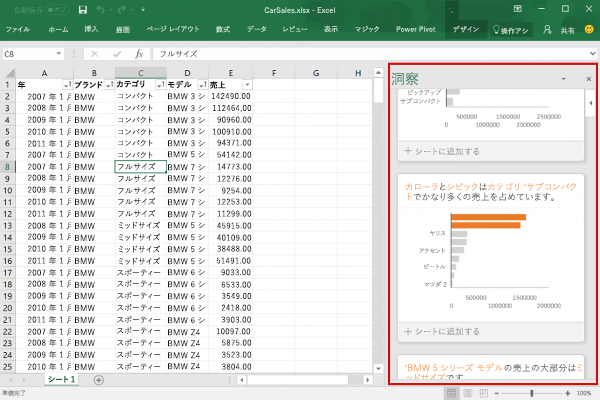 自動保存 オフ
CarSales.xlsx - Excel
ファイル ホーム 挿入 描画 ページ レイアウト 数式 データ レビュー 表示 マジック Power Pivot デザイン 操作アシ 共有
C8 fx フルサイズ
A B C D E F G H
1 年 ブランド カテゴリ モデル 売上
2 2007 年 1 月 BMW コンパクト BMW 3 シ 142490.00
3 2008 年 1 月 BMW コンパクト BMW 3 シ 112464,00
4 2009 年 1 月 BMW コンパクト BMW 3 シ 90960.00
5 2010 年 1 月 BMW コンパクト BMW 3 シ 100910.00
6 2011 年 1 月 BMW コンパクト BMW 3 シ 94371.00
7 2007 年 1 月 BMW コンパクト BMW 5 シ 54142.00
8 2007 年 1 月 BMW フルサイズ BMW 7 シ 14773.00
9 2008 年 1 月 BMW フルサイズ BMW 7 シ 12276.00
10 2009 年 1 月 BMW フルサイズ BMW 7 シ 9254.00
11 2010 年 1 月 BMW フルサイズ BMW 7 シ 12253.00
12 2011 年 1 月 BMW フルサイズ BMW 7 シ 11299.00
13 2008 年 1 月 BMW ミッドサイズ BMW 5 シ 45915.00
14 2009 年 1 月 BMW ミッドサイズ BMW 5 シ 40109.00
15 2010 年 1 月 BMW ミッドサイズ BMW 5 シ 38488.00
16 2011 年 1 月 BMW ミッドサイズ BMW 5 シ 51491.00
17 2007 年 1 月 BMW スポーティー BMW 6 シ 9033.00
18 2008 年 1 月 BMW スポーティー BMW 6 シ 6533.00
19 2009 年 1 月 BMW スポーティー BMW 6 シ 3549.00
20 2010 年 1 月 BMW スポーティー BMW 6 シ 2418.00
21 2011 年 1 月 BMW スポーティー BMW 6 シ 3903.00
22 2007 年 1 月 BMW スポーティー BMW Z4 10097.00
23 2008 年 1 月 BMW スポーティー BMW Z4 5875.00
24 2009 年 1 月 BMW スポーティー BMW Z4 3523.00
25 2010 年 1 月 BMW スポーティー BMW Z4 3804.00
シート 1
準備完了
100%
洞察
ピックアップ
サブコンパクト
500000 1500000 2500000
0 1000000 2000000
シートに追加する
カローラとシビックはカテゴリ 'サブコンパク
トでかなり多くの売上を占めています。
ヤリス
アクセント
ビートル
マツダ 2
500000 1500000
0 1000000
シートに追加する
'BMW 5 シリーズ モデルの売上の大部分はミ
ッドサイズです